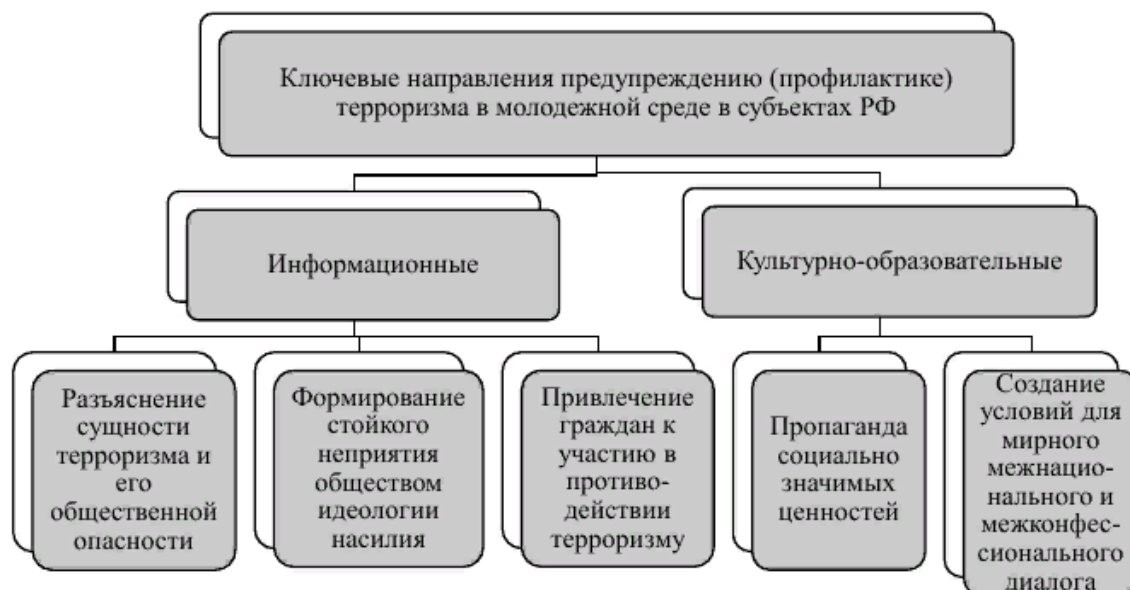 Ключевые направления предупреждению (профилактике)
терроризма в молодежной среде в субъектах РФ
Информационные
Культурно-образовательные
Разъяснение
сущности
терроризма и
его
общественной
опасности
Формирование
стойкого
неприятия
обществом
идеологии
насилия
Привлечение
граждан к
участию в
противо-
действии
терроризму
Пропаганда
социально
значимых
ценностей
Создание
условий для
мирного
межнацио-
нального и
межконфес-
сионального
диалога